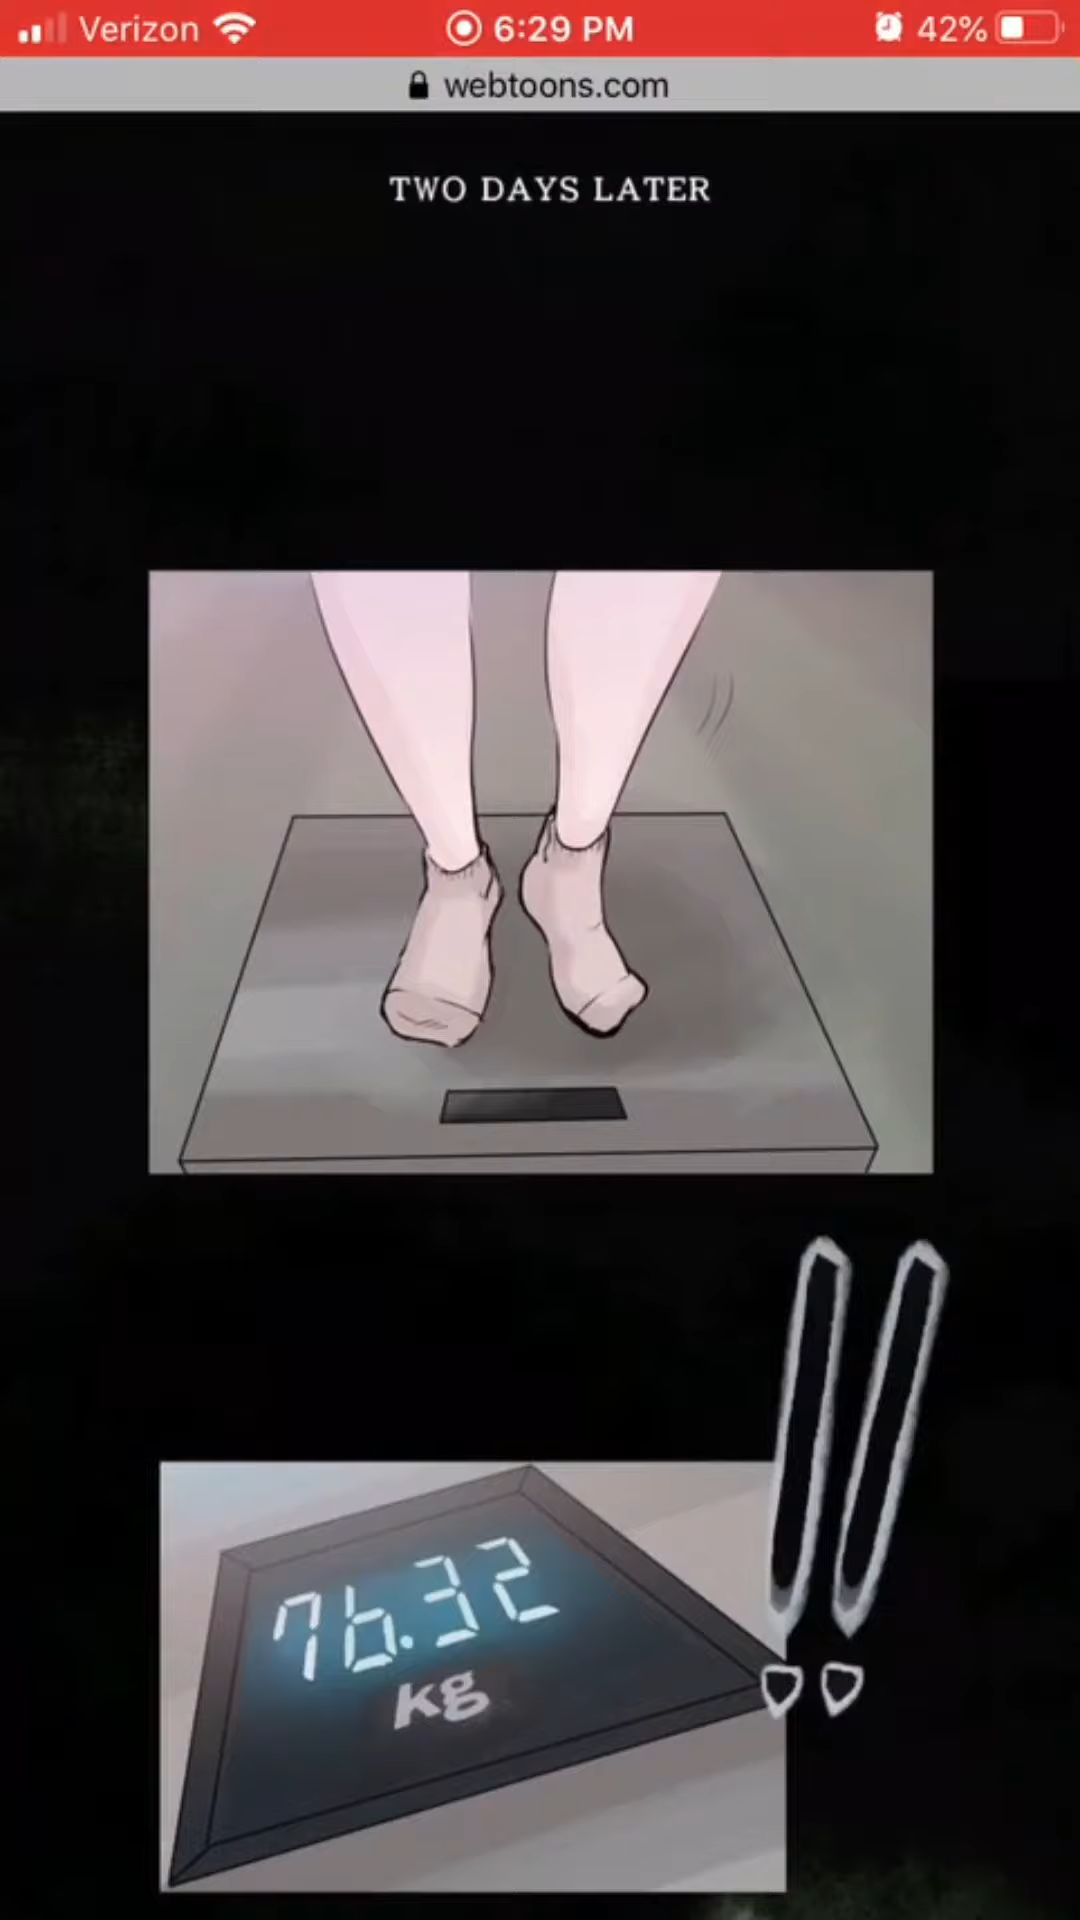 Verizon 6:29 PM 42%
webtoons.com
TWO DAYS LATER
!!
76.32
kg